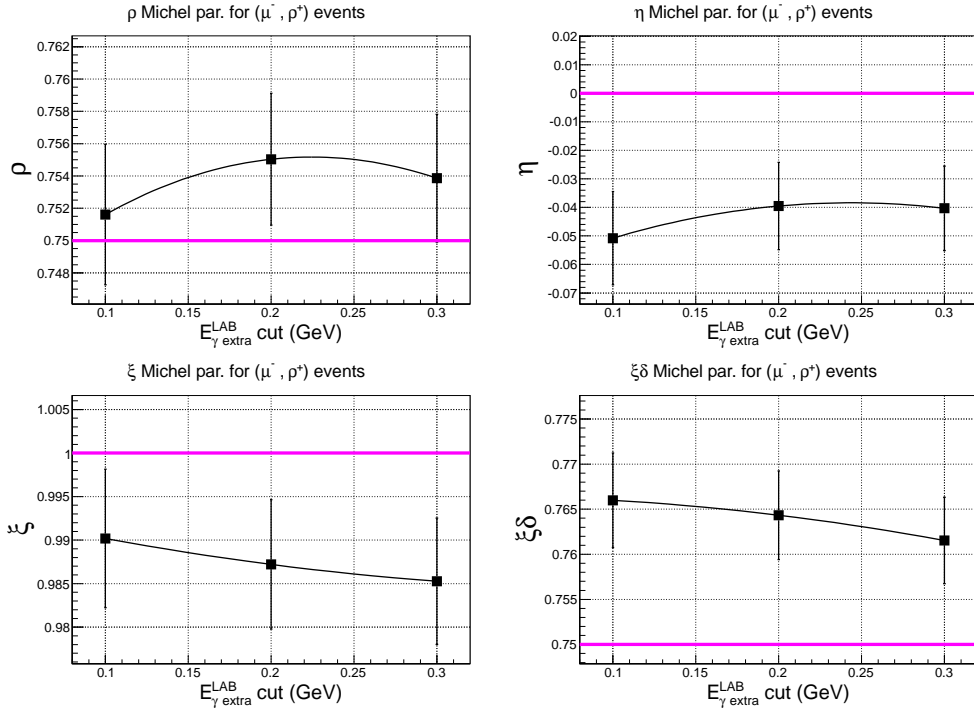 ρ Michel par. for (μ⁻ , ρ⁺) events
0.762
0.76
0.758
0.756
0.754
0.752
0.75
0.748
ρ
0.1 0.15 0.2 0.25 0.3
E^LAB_γ extra cut (GeV)
η Michel par. for (μ⁻ , ρ⁺) events
0.02
0.01
0
-0.01
-0.02
-0.03
-0.04
-0.05
-0.06
-0.07
η
0.1 0.15 0.2 0.25 0.3
E^LAB_γ extra cut (GeV)
ξ Michel par. for (μ⁻ , ρ⁺) events
1.005
1
0.995
0.99
0.985
0.98
ξ
0.1 0.15 0.2 0.25 0.3
E^LAB_γ extra cut (GeV)
ξδ Michel par. for (μ⁻ , ρ⁺) events
0.775
0.77
0.765
0.76
0.755
0.75
ξδ
0.1 0.15 0.2 0.25 0.3
E^LAB_γ extra cut (GeV)